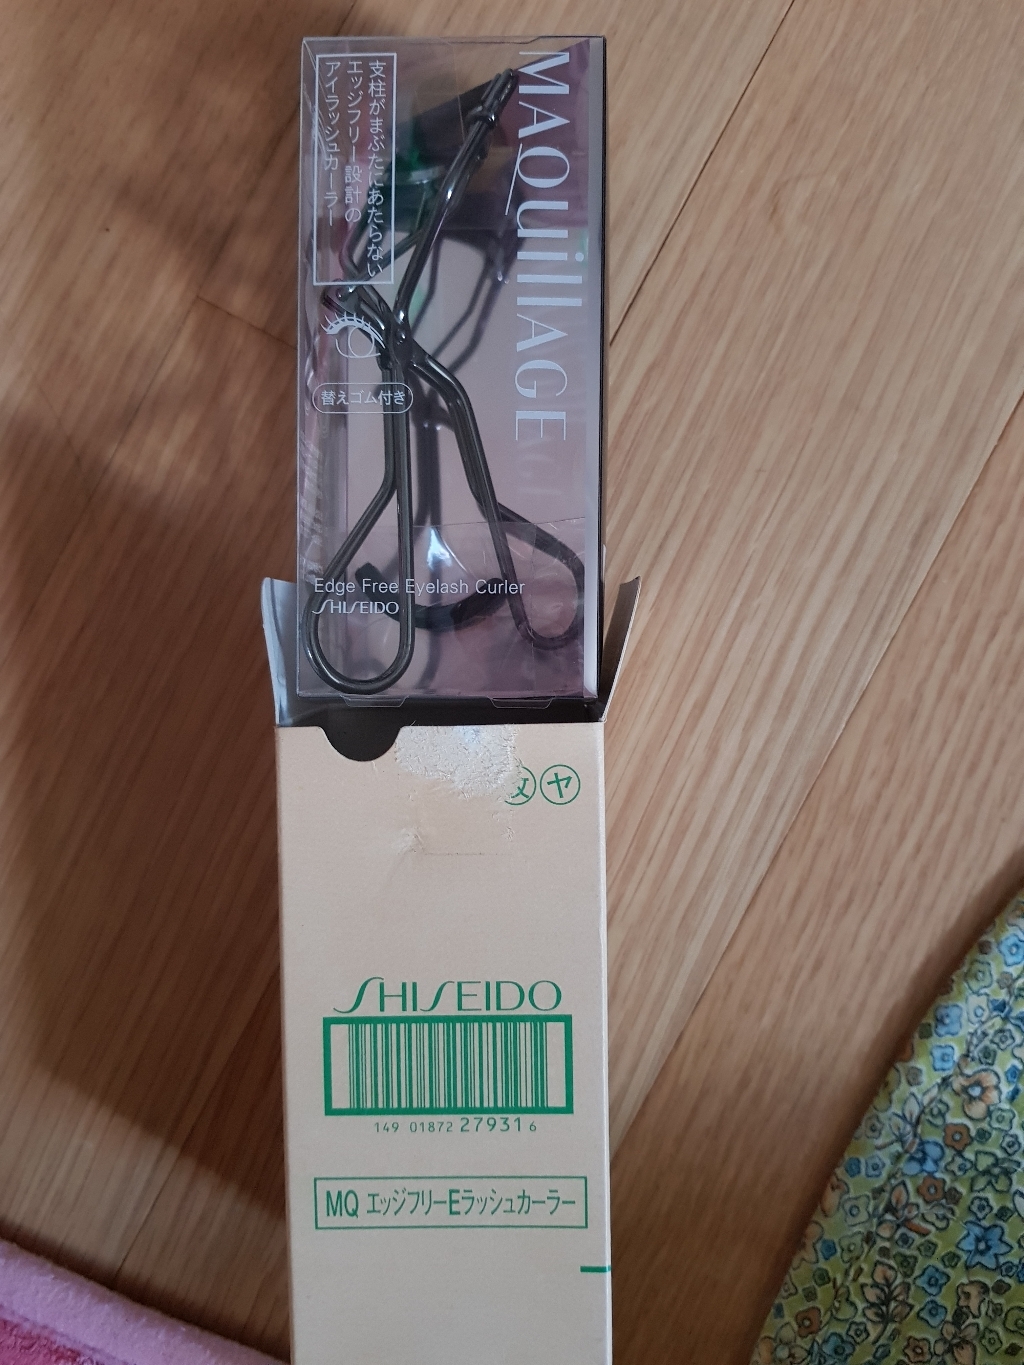 MAQuillAGE
支柱がまぶたにあたらない
エッジフリー設計の
アイラッシュカーラー
替えゴム付き
Edge Free Eyelash Curler
SHISEIDO
ヤ
SHISEIDO
149 01872 27931 6
MQ エッジフリーEラッシュカーラー